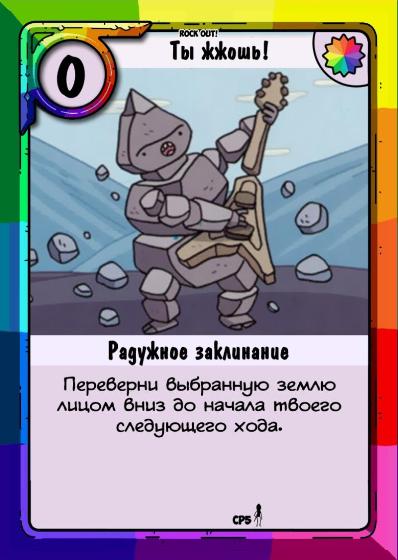 ROCK OUT!
0
Ты жжошь!
Радужное заклинание
Переверни выбранную землю
лицом вниз до начала твоего
следующего хода.
CP5